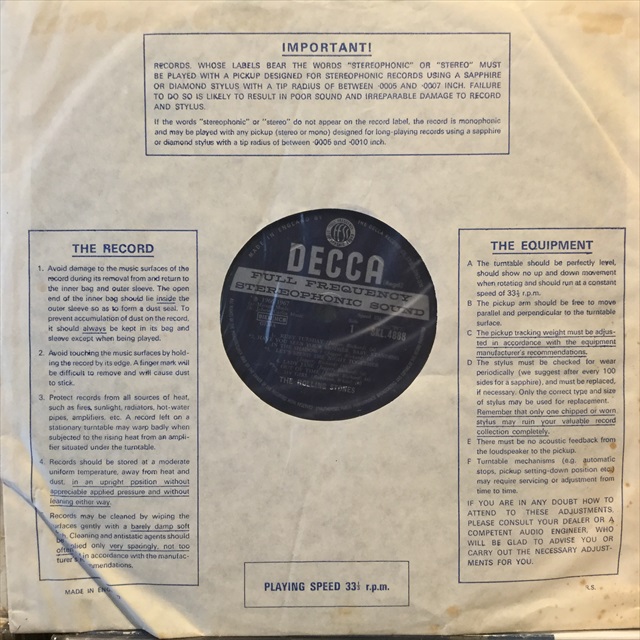 IMPORTANT!
RECORDS, WHOSE LABELS BEAR THE WORDS "STEREOPHONIC" OR "STEREO" MUST
BE PLAYED WITH A PICKUP DESIGNED FOR STEREOPHONIC RECORDS USING A SAPPHIRE
OR DIAMOND STYLUS WITH A TIP RADIUS OF BETWEEN ·0005 AND ·0007 INCH. FAILURE
TO DO SO IS LIKELY TO RESULT IN POOR SOUND AND IRREPARABLE DAMAGE TO RECORD
AND STYLUS.
If the words "stereophonic" or "stereo" do not appear on the record label, the record is monophonic
and may be played with any pickup (stereo or mono) designed for long-playing records using a sapphire
or diamond stylus with a tip radius of between ·0005 and ·0010 inch.
THE RECORD
1. Avoid damage to the music surfaces of the
record during its removal from and return to
the inner bag and outer sleeve. The open
end of the inner bag should lie inside the
outer sleeve so as to form a dust seal. To
prevent accumulation of dust on the record,
it should always be kept in its bag and
sleeve except when being played.
2. Avoid touching the music surfaces by hold-
ing the record by its edge. A finger mark will
be difficult to remove and will cause dust
to stick.
3. Protect records from all sources of heat,
such as fires, sunlight, radiators, hot-water
pipes, amplifiers, etc. A record left on a
stationary turntable may warp badly when
subjected to the rising heat from an ampli-
fier situated under the turntable.
4. Records should be stored at a moderate
uniform temperature, away from heat and
dust, in an upright position without
appreciable applied pressure and without
leaning either way.
Records may be cleaned by wiping the
surfaces gently with a barely damp soft
Cleaning and antistatic agents should
only very sparingly, not too
often in accordance with the manufac-
MADE IN
DECCA
FULL FREQUENCY
STEREOPHONIC SOUND
THE ROLLING STONES
THE EQUIPMENT
A The turntable should be perfectly level,
should show no up and down movement
when rotating and should run at a constant
speed of 33⅓ r.p.m.
B The pickup arm should be free to move
parallel and perpendicular to the turntable
surface.
C The pickup tracking weight must be adjus-
ted in accordance with the equipment
manufacturer's recommendations.
D The stylus must be checked for wear
periodically (we suggest after every 100
sides for a sapphire), and must be replaced,
if necessary. Only the correct type and size
of stylus may be used for replacement.
Remember that only one chipped or worn
stylus may ruin your valuable record
collection completely.
E There must be no acoustic feedback from
the loudspeaker to the pickup.
F Turntable mechanisms (e.g. automatic
stops, pickup setting-down position etc.)
may require servicing or adjustment from
time to time.
IF YOU ARE IN ANY DOUBT HOW TO
ATTEND TO THESE ADJUSTMENTS,
PLEASE CONSULT YOUR DEALER OR A
COMPETENT AUDIO ENGINEER, WHO
WILL BE GLAD TO ADVISE YOU OR
CARRY OUT THE NECESSARY ADJUST-
MENTS FOR YOU.
PLAYING SPEED 33⅓ r.p.m.